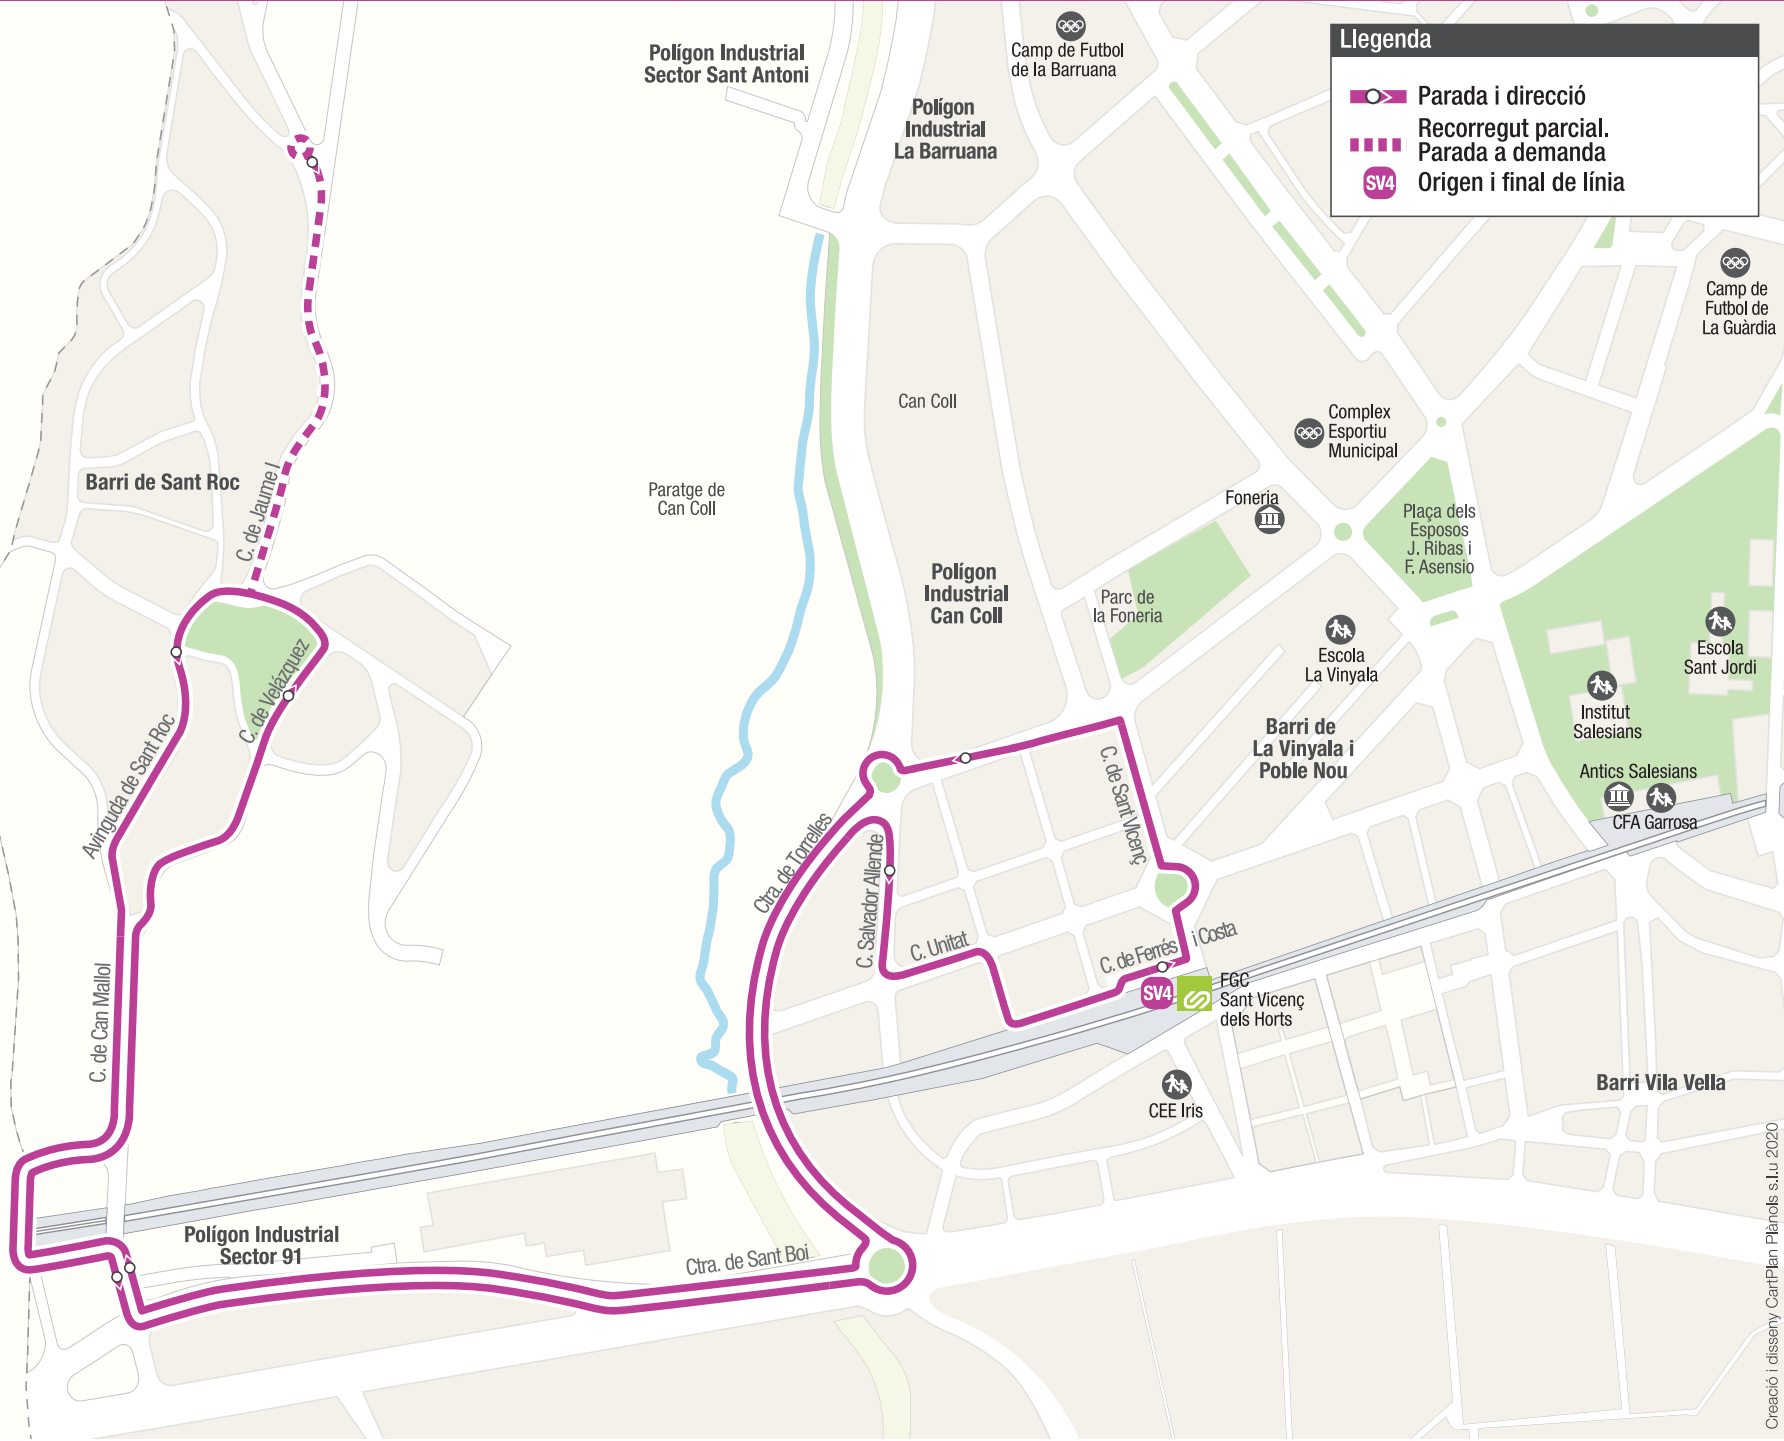 Llegenda
Parada i direcció
Recorregut parcial.
Parada a demanda
SV4
Origen i final de línia
Polígon Industrial
Sector Sant Antoni
Camp de Futbol
de la Barruana
Polígon
Industrial
La Barruana
Camp de
Futbol de
La Guàrdia
Can Coll
Complex
Esportiu
Municipal
Barri de Sant Roc
C. de Jaume I
Paratge de
Can Coll
Foneria
Plaça dels
Esposos
J. Ribas i
F. Asensio
Polígon
Industrial
Can Coll
Parc de
la Foneria
Escola
La Vinyala
Escola
Sant Jordi
Institut
Salesians
C. de Velázquez
Avinguda de Sant Roc
Barri de
La Vinyala i
Poble Nou
Antics Salesians
CFA Garrosa
C. de Sant VIcenç
Ctra. de Torrelles
C. Salvador Allende
C. Unitat
C. de Ferrés i Costa
SV4
FGC
Sant Vicenç
dels Horts
C. de Can Mallol
CEE Iris
Barri Vila Vella
Polígon Industrial
Sector 91
Ctra. de Sant Boi
Creació i disseny CartPlan Plànols s.l.u 2020